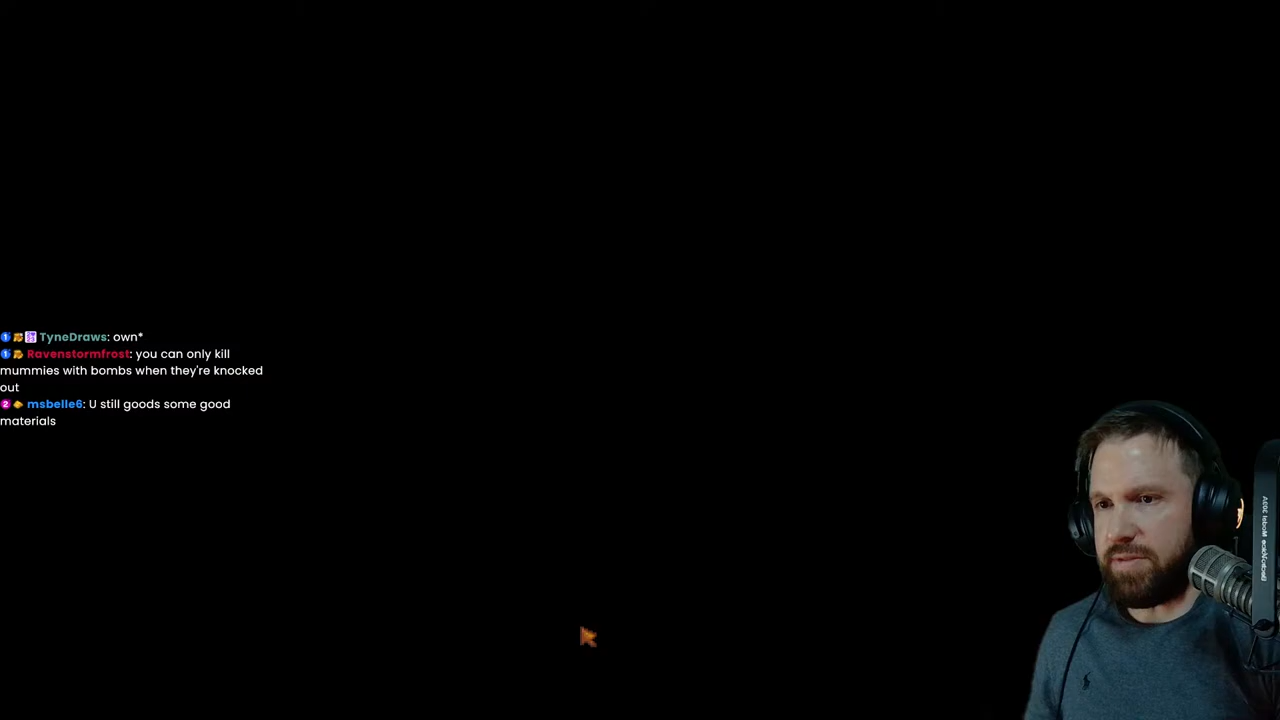 TyneDraws: own*
Ravenstormfrost: you can only kill
mummies with bombs when they're knocked
out
msbelle6: U still goods some good
materials